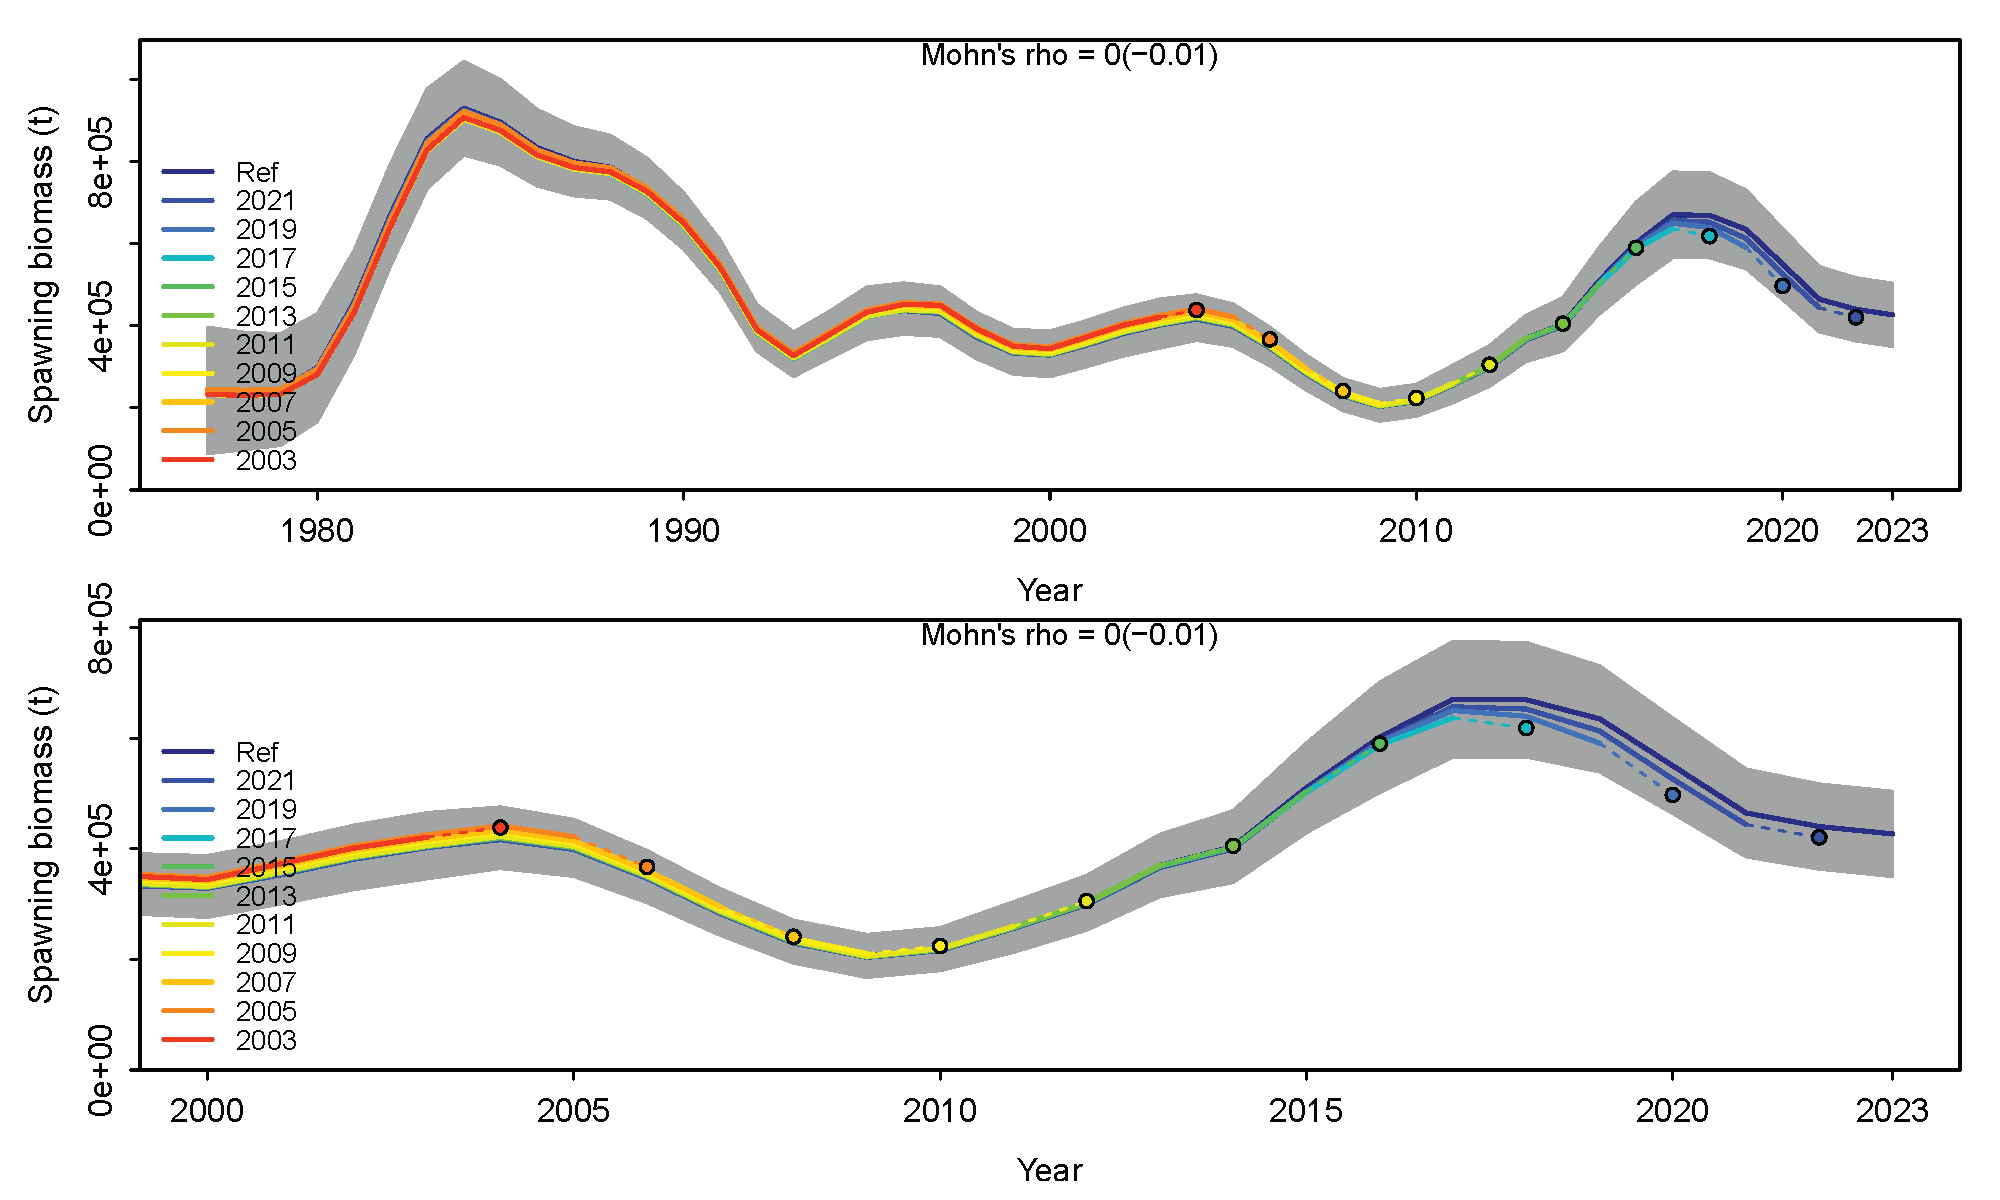 Mohn's rho = 0(−0.01)
Spawning biomass (t)
8e+05
4e+05
0e+00
Ref
2021
2019
2017
2015
2013
2011
2009
2007
2005
2003
1980
1990
2000
2010
2020
2023
Year
Mohn's rho = 0(−0.01)
Spawning biomass (t)
8e+05
4e+05
0e+00
Ref
2021
2019
2017
2015
2013
2011
2009
2007
2005
2003
2000
2005
2010
2015
2020
2023
Year